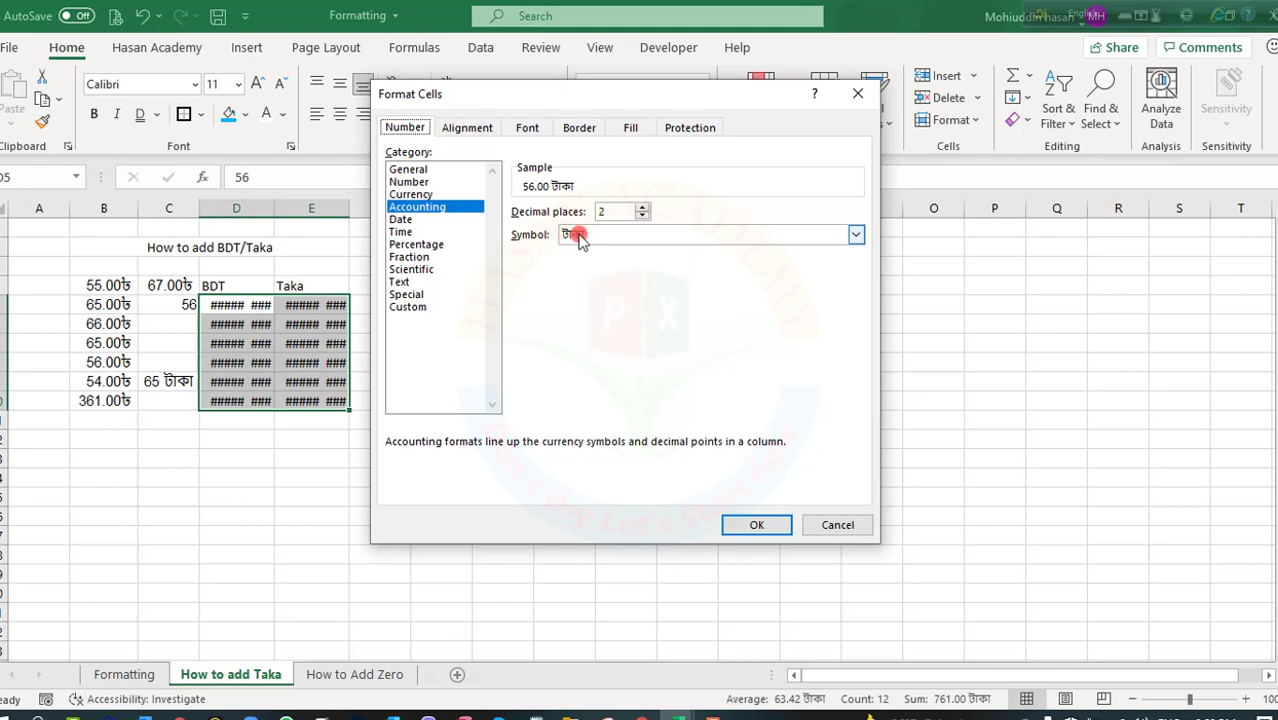 AutoSave Off Formatting Search Mohiuddin hasan MH English
File Home Hasan Academy Insert Page Layout Formulas Data Review View Developer Help Share Comments
Paste Calibri 11 Insert Delete Format Sort & Filter Find & Select Analyze Data Sensitivity
Clipboard Font Cells Editing Analysis Sensitivity
D5 56
A B C D E O P Q R S T
How to add BDT/Taka
55.00৳ 67.00৳ BDT Taka
65.00৳ 56 ##### ### ##### ###
66.00৳ ##### ### ##### ###
65.00৳ ##### ### ##### ###
56.00৳ ##### ### ##### ###
54.00৳ 65 টাকা ##### ### ##### ###
361.00৳ ##### ### ##### ###
Format Cells ?
Number Alignment Font Border Fill Protection
Category:
General
Number
Currency
Accounting
Date
Time
Percentage
Fraction
Scientific
Text
Special
Custom
Sample
56.00 টাকা
Decimal places: 2
Symbol: টাকা
Accounting formats line up the currency symbols and decimal points in a column.
OK Cancel
Formatting How to add Taka How to Add Zero
Ready Accessibility: Investigate Average: 63.42 টাকা Count: 12 Sum: 761.00 টাকা